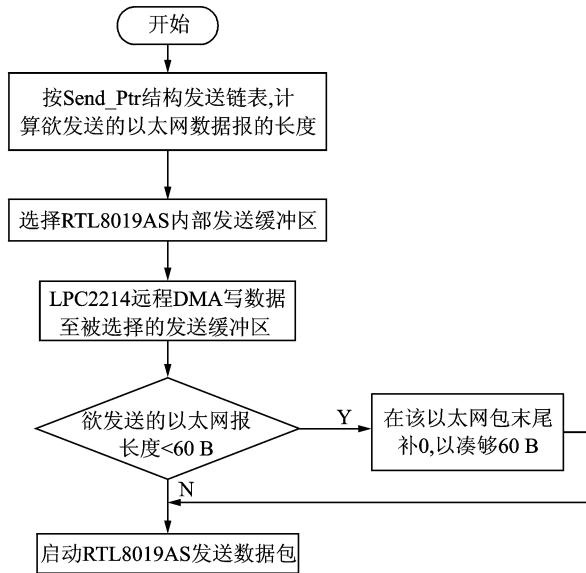 开始
按Send_Ptr结构发送链表,计
算欲发送的以太网数据报的长度
选择RTL8019AS内部发送缓冲区
LPC2214远程DMA写数据
至被选择的发送缓冲区
欲发送的以太网报
长度<60 B
Y
在该以太网包末尾
补0,以凑够60 B
N
启动RTL8019AS发送数据包